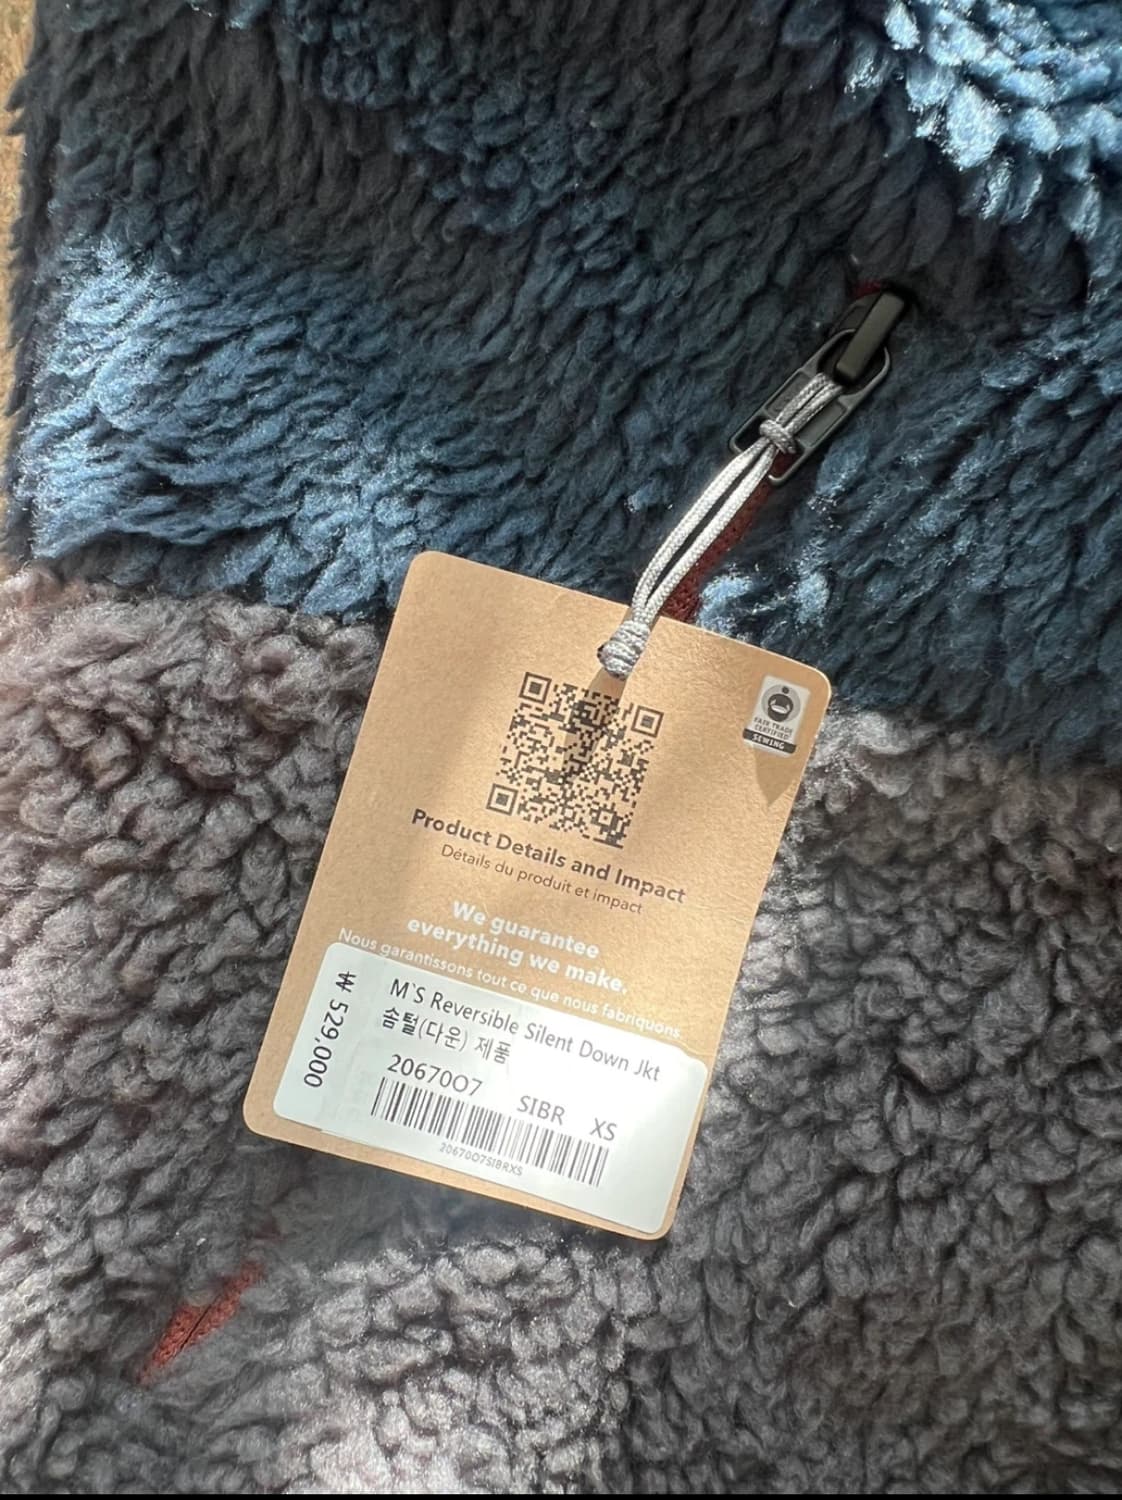 FAIR TRADE
CERTIFIED
SEWING
Product Details and Impact
Détails du produit et impact
We guarantee
everything we make.
Nous garantissons tout ce que nous fabriquons.
₩ 529,000
M`S Reversible Silent Down Jkt
솜털(다운) 제품
20670O7 SIBR XS
20670O7SIBRXS